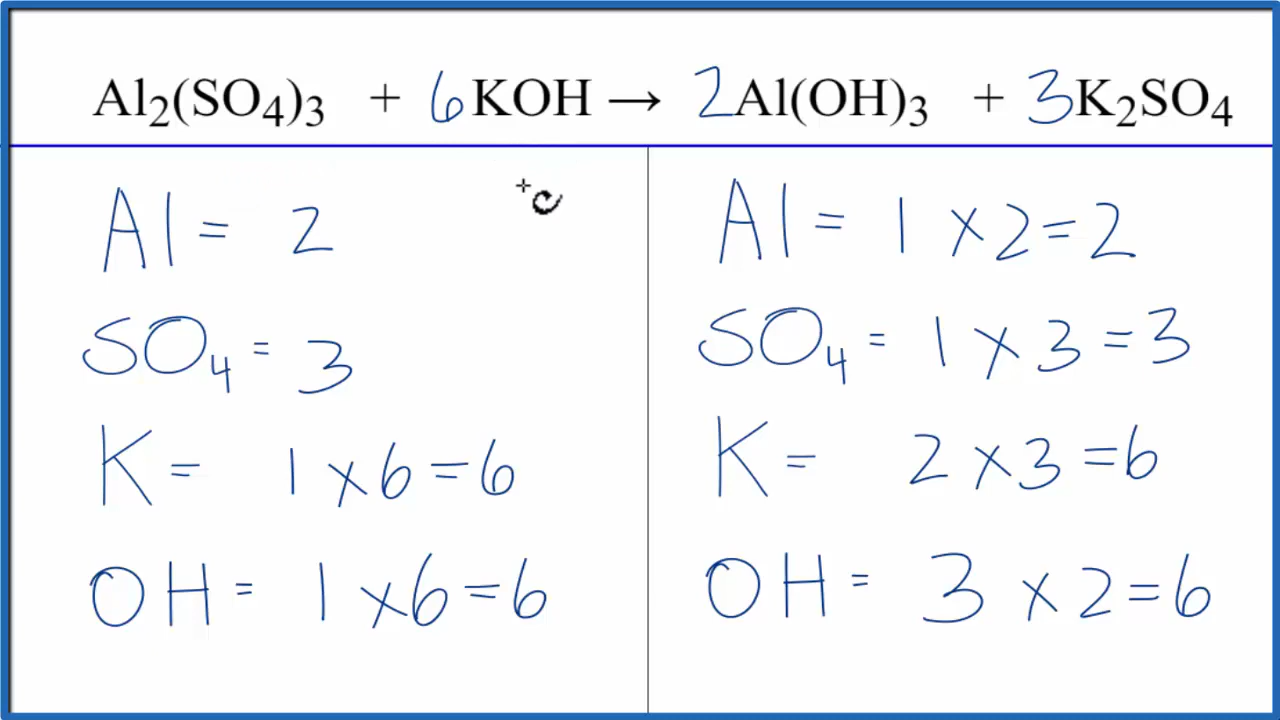 Al₂(SO₄)₃ + 6KOH → 2Al(OH)₃ + 3K₂SO₄
Al = 2
SO₄ = 3
K = 1 x 6 = 6
OH = 1 x 6 = 6
Al = 1 x 2 = 2
SO₄ = 1 x 3 = 3
K = 2 x 3 = 6
OH = 3 x 2 = 6